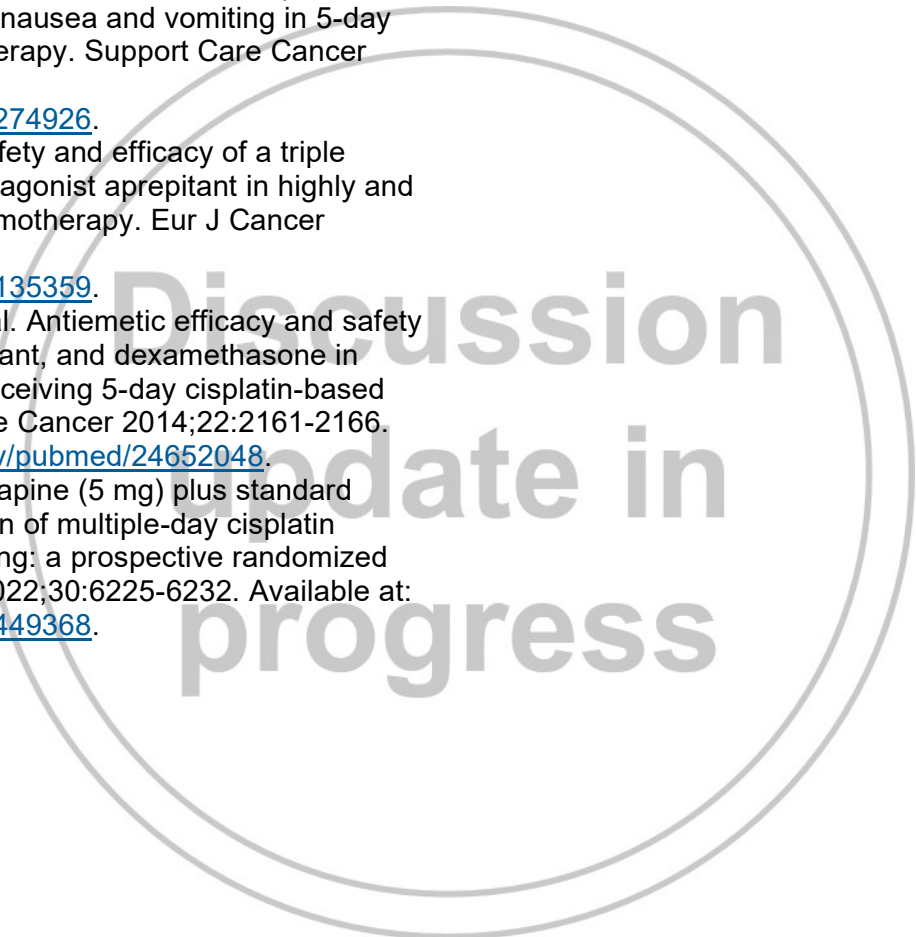 nausea and vomiting in 5-day
erapy. Support Care Cancer
274926.
fety and efficacy of a triple
tagonist aprepitant in highly and
motherapy. Eur J Cancer
135359.
al. Antiemetic efficacy and safety
ant, and dexamethasone in
ceiving 5-day cisplatin-based
e Cancer 2014;22:2161-2166.
v/pubmed/24652048.
apine (5 mg) plus standard
n of multiple-day cisplatin
ng: a prospective randomized
022;30:6225-6232. Available at:
449368.
Discussion
update in
progress